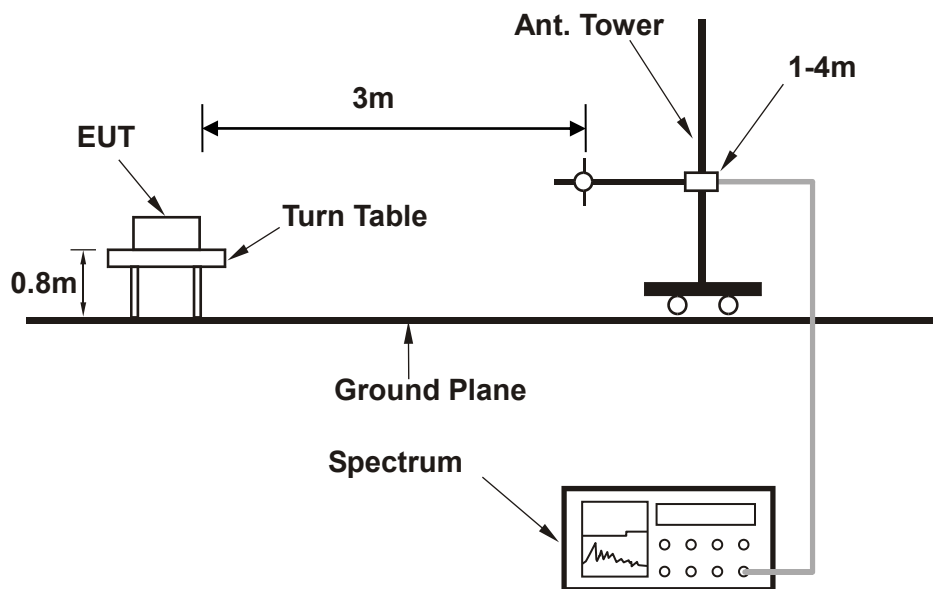 Ant. Tower
1-4m
3m
EUT
Turn Table
0.8m
Ground Plane
Spectrum